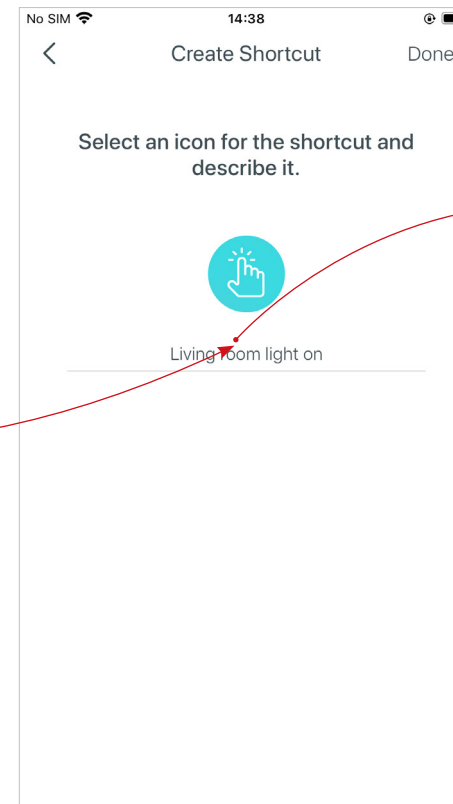 No SIM 14:38
Create Shortcut Done
Select an icon for the shortcut and
describe it.
Living room light on